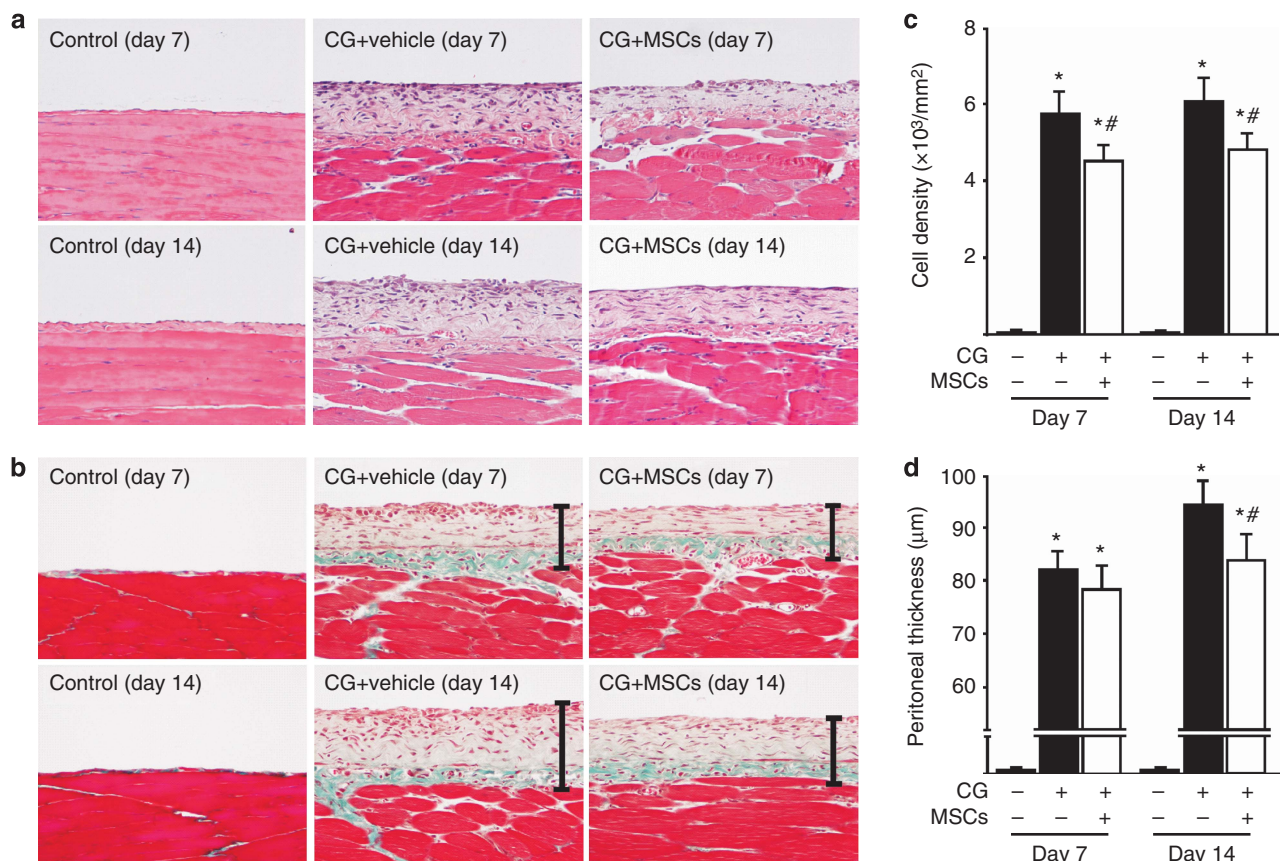 a
Control (day 7)
CG+vehicle (day 7)
CG+MSCs (day 7)
Control (day 14)
CG+vehicle (day 14)
CG+MSCs (day 14)
b
Control (day 7)
CG+vehicle (day 7)
CG+MSCs (day 7)
Control (day 14)
CG+vehicle (day 14)
CG+MSCs (day 14)
c
Cell density (×10³/mm²)
8
6
4
2
*
*#
*
*#
CG − + + − + +
MSCs − − + − − +
Day 7 Day 14
d
Peritoneal thickness (μm)
100
90
80
70
60
*
*
*
*#
CG − + + − + +
MSCs − − + − − +
Day 7 Day 14